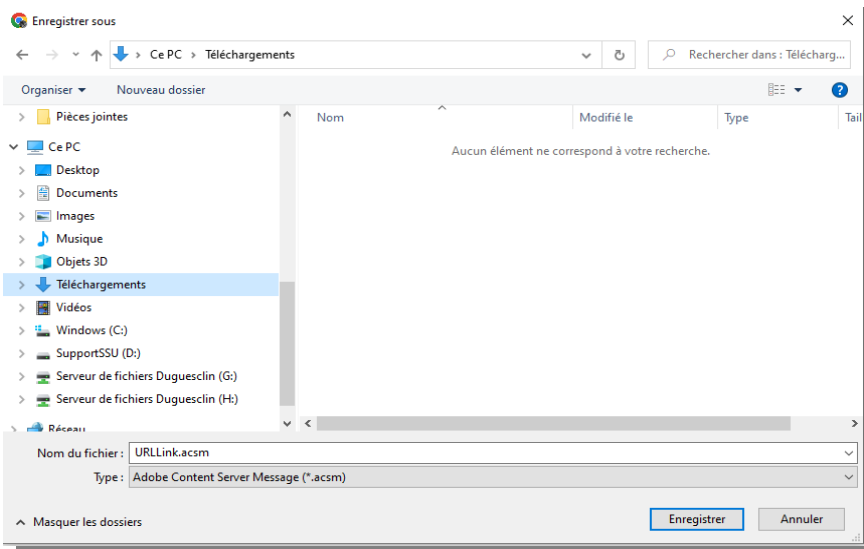 Enregistrer sous
Ce PC › Téléchargements
Rechercher dans : Télécharg...
Organiser
Nouveau dossier
?
Pièces jointes
Ce PC
Desktop
Documents
Images
Musique
Objets 3D
Téléchargements
Vidéos
Windows (C:)
SupportSSU (D:)
Serveur de fichiers Duguesclin (G:)
Serveur de fichiers Duguesclin (H:)
Réseau
Nom Modifié le Type Tail
Aucun élément ne correspond à votre recherche.
Nom du fichier : URLLink.acsm
Type : Adobe Content Server Message (*.acsm)
Masquer les dossiers
Enregistrer
Annuler